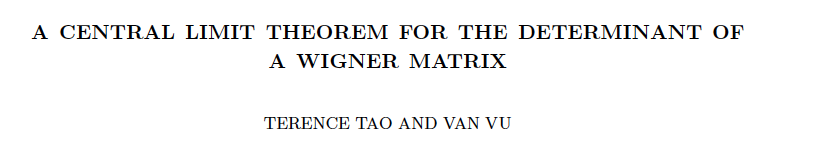 A CENTRAL LIMIT THEOREM FOR THE DETERMINANT OF
A WIGNER MATRIX
TERENCE TAO AND VAN VU